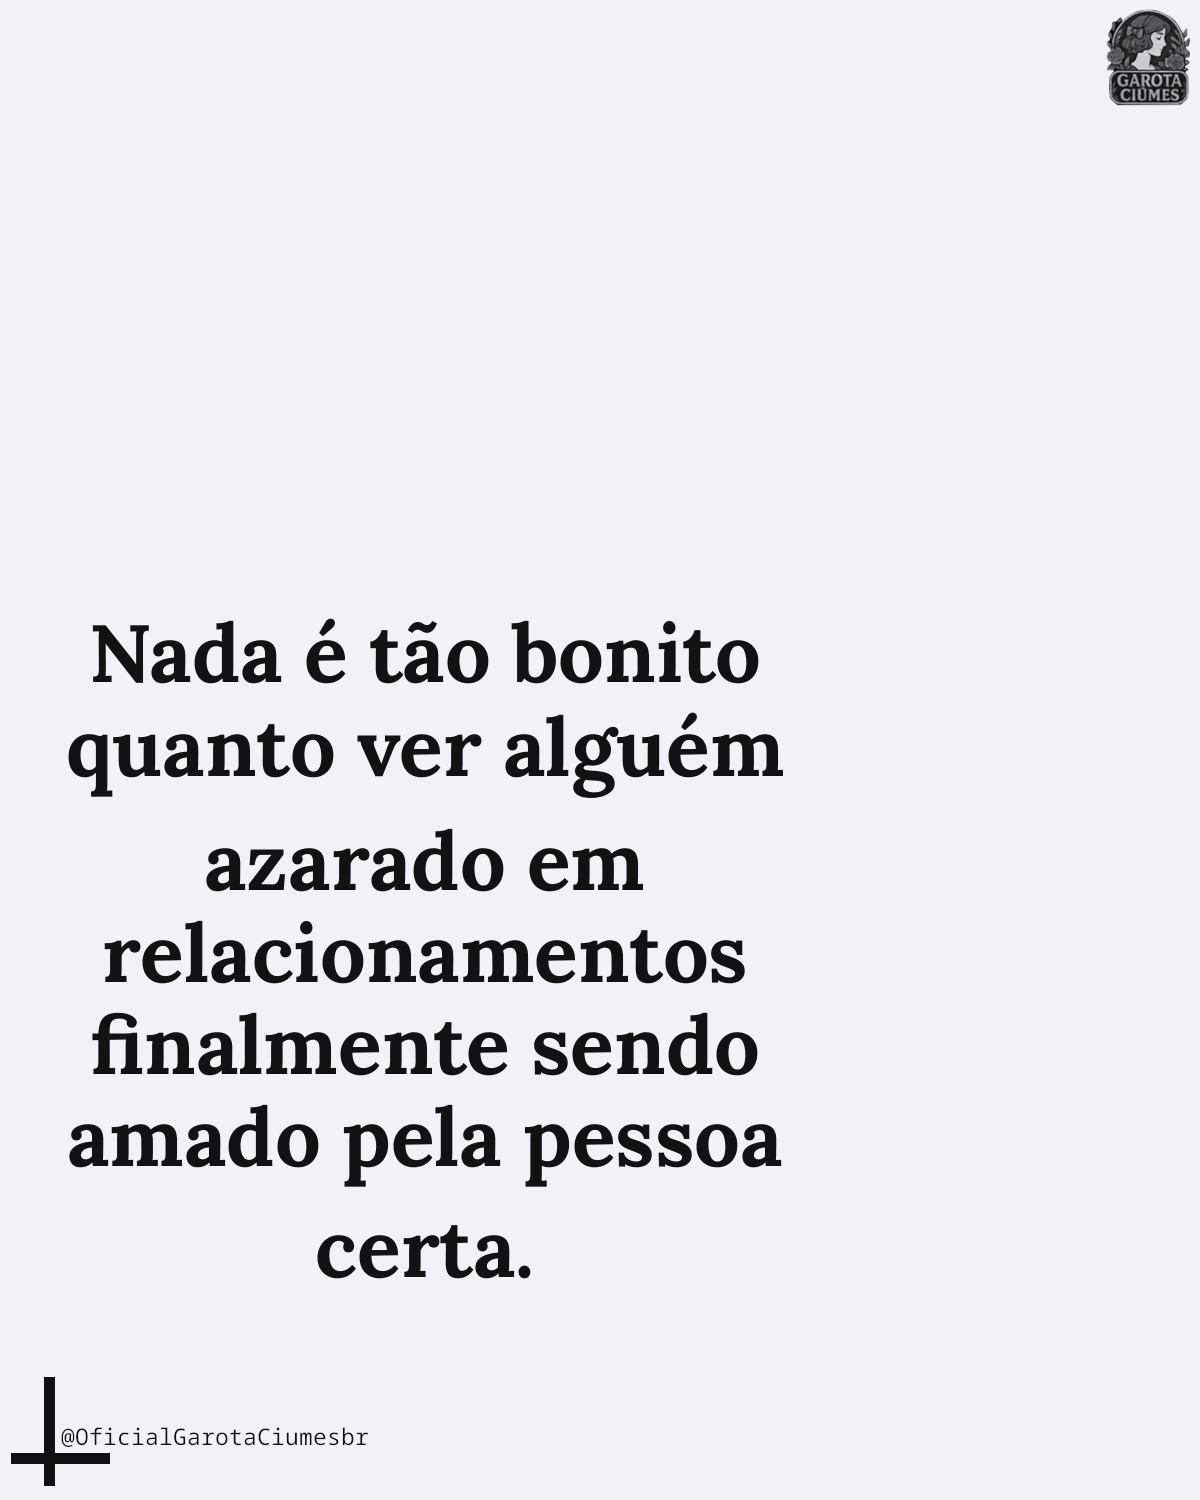 GAROTA
CIÚMES
Nada é tão bonito
quanto ver alguém
azarado em
relacionamentos
finalmente sendo
amado pela pessoa
certa.
@OficialGarotaCiumesbr